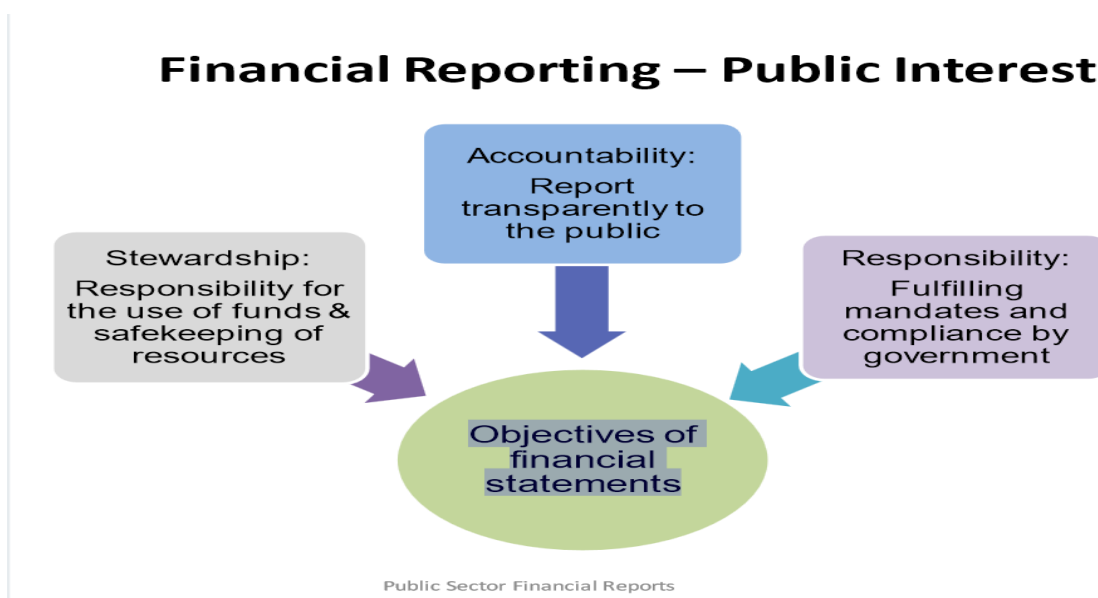 Financial Reporting – Public Interest
Accountability:
Report
transparently to
the public
Stewardship:
Responsibility for
the use of funds &
safekeeping of
resources
Responsibility:
Fulfilling
mandates and
compliance by
government
Objectives of
financial
statements
Public Sector Financial Reports